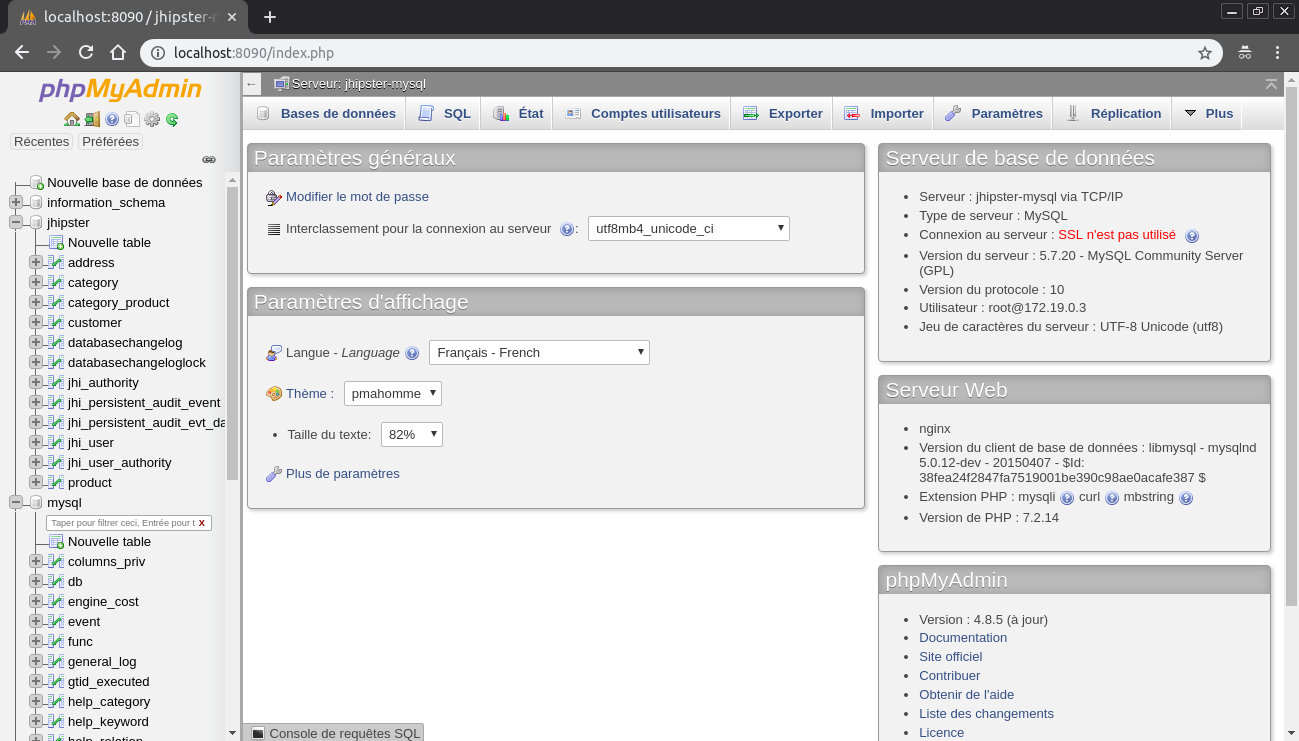 localhost:8090 / jhipster-m
localhost:8090/index.php
phpMyAdmin
Récentes Préférées
Nouvelle base de données
information_schema
jhipster
Nouvelle table
address
category
category_product
customer
databasechangelog
databasechangeloglock
jhi_authority
jhi_persistent_audit_event
jhi_persistent_audit_evt_da
jhi_user
jhi_user_authority
product
mysql
Taper pour filtrer ceci, Entrée pour t X
Nouvelle table
columns_priv
db
engine_cost
event
func
general_log
gtid_executed
help_category
help_keyword
help_relation
Serveur: jhipster-mysql
Bases de données SQL État Comptes utilisateurs Exporter Importer Paramètres Réplication Plus
Paramètres généraux
Modifier le mot de passe
Interclassement pour la connexion au serveur : utf8mb4_unicode_ci
Paramètres d'affichage
Langue - Language Français - French
Thème : pmahomme
Taille du texte: 82%
Plus de paramètres
Serveur de base de données
Serveur : jhipster-mysql via TCP/IP
Type de serveur : MySQL
Connexion au serveur : SSL n'est pas utilisé
Version du serveur : 5.7.20 - MySQL Community Server
(GPL)
Version du protocole : 10
Utilisateur : root@172.19.0.3
Jeu de caractères du serveur : UTF-8 Unicode (utf8)
Serveur Web
nginx
Version du client de base de données : libmysql - mysqlnd
5.0.12-dev - 20150407 - $Id:
38fea24f2847fa7519001be390c98ae0acafe387 $
Extension PHP : mysqli curl mbstring
Version de PHP : 7.2.14
phpMyAdmin
Version : 4.8.5 (à jour)
Documentation
Site officiel
Contribuer
Obtenir de l'aide
Liste des changements
Licence
Console de requêtes SQL